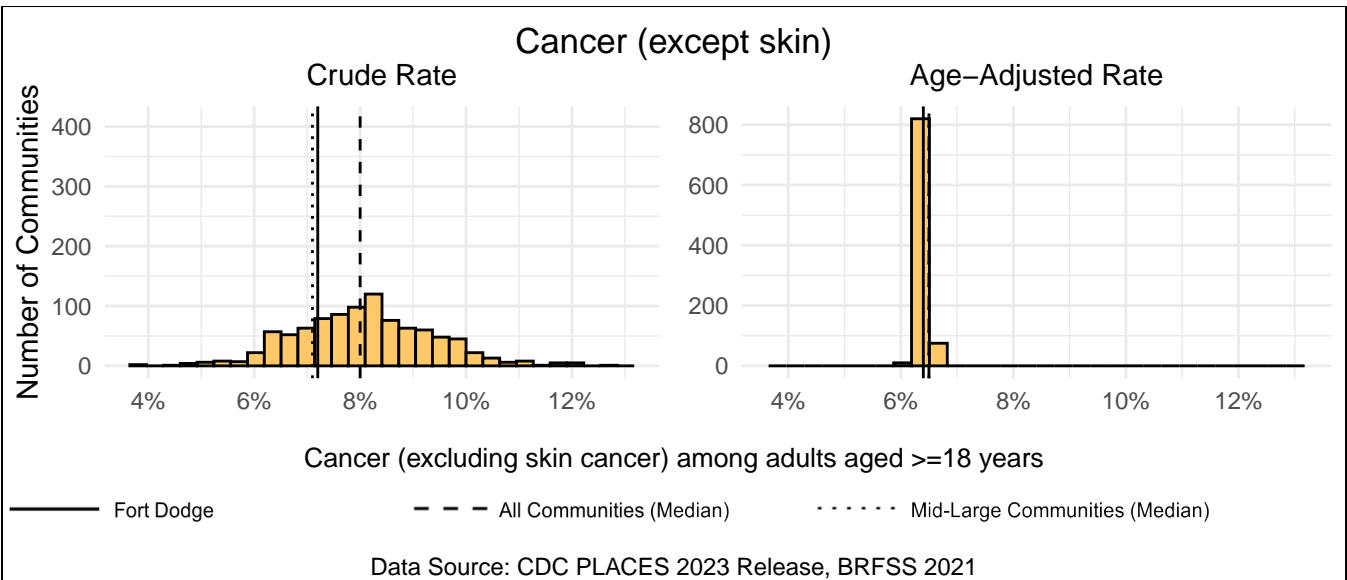 Cancer (except skin)
Crude Rate
Age−Adjusted Rate
Number of Communities
400
300
200
100
0
4%
6%
8%
10%
12%
800
600
400
200
0
4%
6%
8%
10%
12%
Cancer (excluding skin cancer) among adults aged >=18 years
Fort Dodge
All Communities (Median)
Mid-Large Communities (Median)
Data Source: CDC PLACES 2023 Release, BRFSS 2021